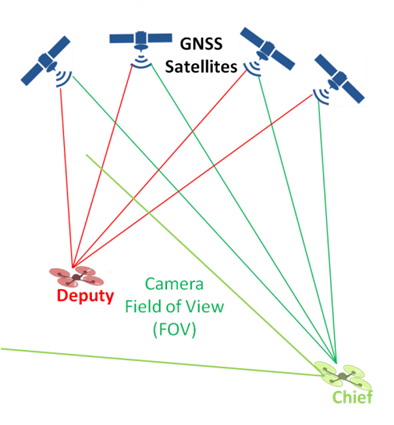 GNSS
Satellites
Deputy
Camera
Field of View
(FOV)
Chief